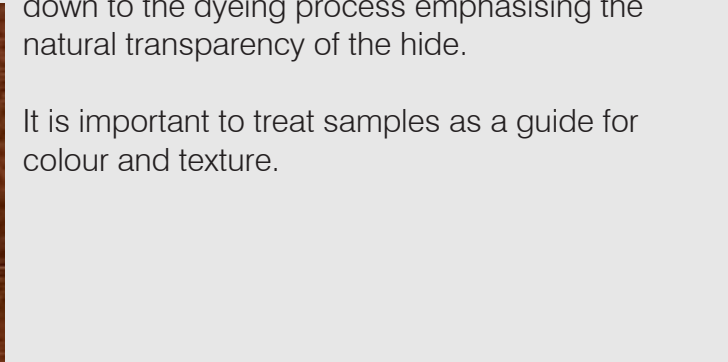 down to the dyeing process emphasising the
natural transparency of the hide.
It is important to treat samples as a guide for
colour and texture.